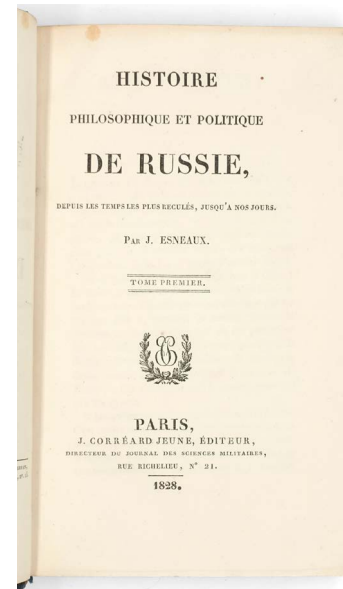 HISTOIRE
PHILOSOPHIQUE ET POLITIQUE
DE RUSSIE,
DEPUIS LES TEMPS LES PLUS RECULÉS, JUSQU'A NOS JOURS.
PAR J. ESNEAUX.
TOME PREMIER.
PARIS,
J. CORRÉARD JEUNE, ÉDITEUR,
DIRECTEUR DU JOURNAL DES SCIENCES MILITAIRES,
RUE RICHELIEU, N° 21.
1828.